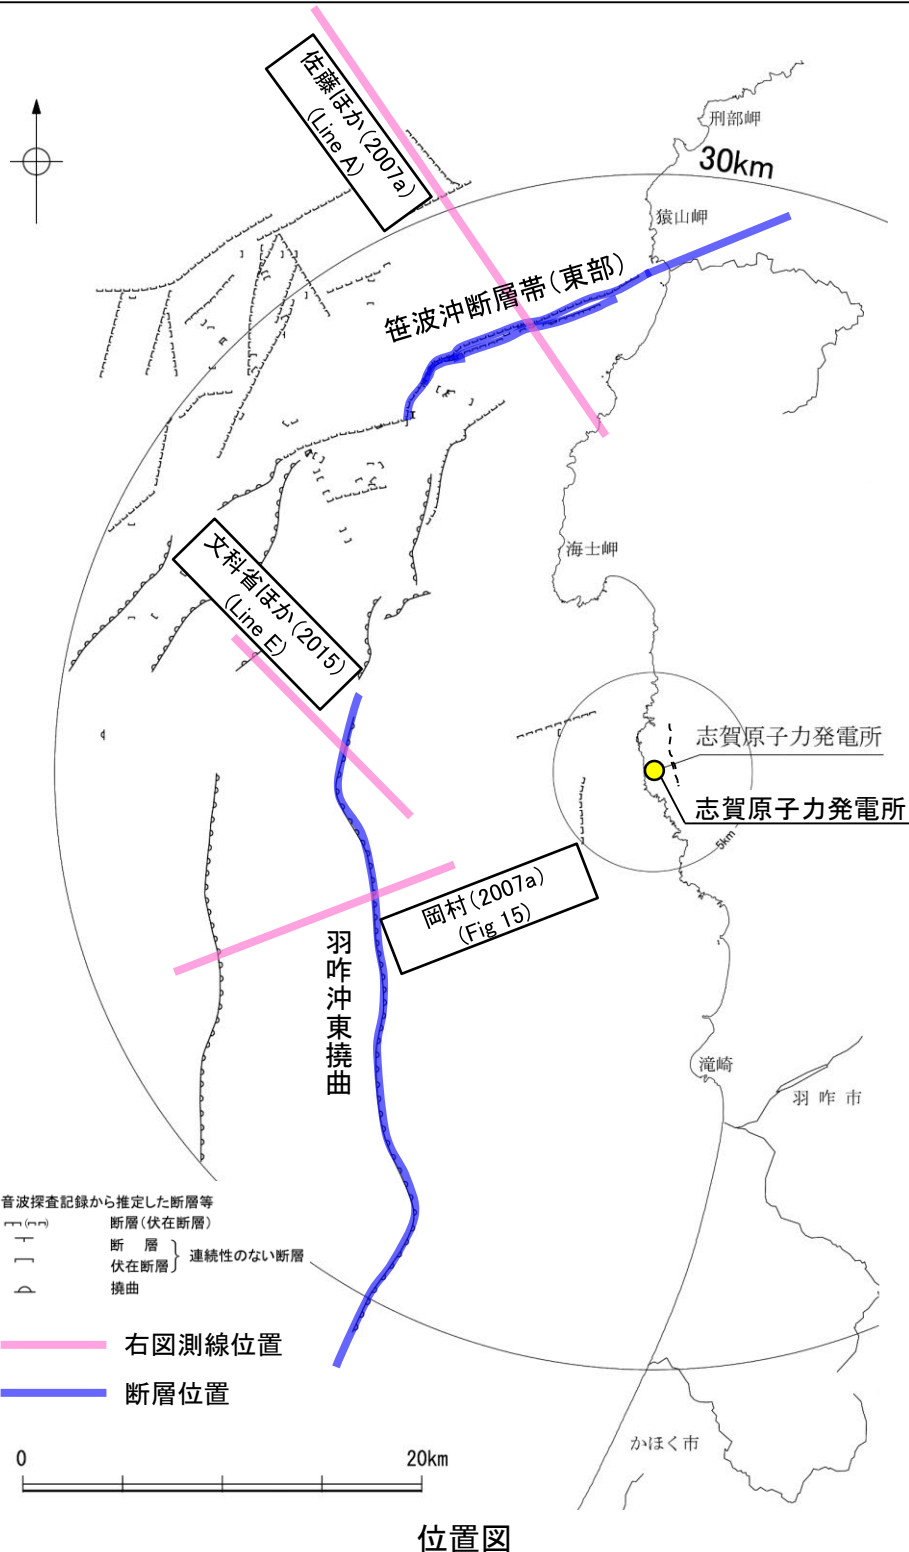 佐藤ほか(2007a)
(Line A)
刑部岬
30km
猿山岬
笹波沖断層帯(東部)
海士岬
文科省ほか(2015)
(Line E)
志賀原子力発電所
志賀原子力発電所
5km
岡村(2007a)
(Fig 15)
羽咋沖東撓曲
滝崎
羽咋市
音波探査記録から推定した断層等
断層(伏在断層)
断 層
伏在断層
連続性のない断層
撓曲
右図測線位置
断層位置
かほく市
0 20km
位置図